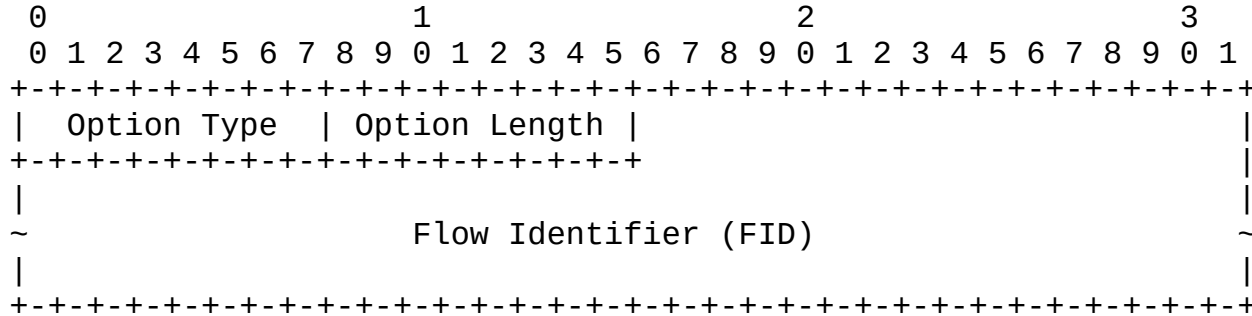 0                   1                   2                   3
 0 1 2 3 4 5 6 7 8 9 0 1 2 3 4 5 6 7 8 9 0 1 2 3 4 5 6 7 8 9 0 1
+-+-+-+-+-+-+-+-+-+-+-+-+-+-+-+-+-+-+-+-+-+-+-+-+-+-+-+-+-+-+-+-+
|  Option Type  | Option Length |                               |
+-+-+-+-+-+-+-+-+-+-+-+-+-+-+-+-+                               |
|                                                               |
~                    Flow Identifier (FID)                      ~
|                                                               |
+-+-+-+-+-+-+-+-+-+-+-+-+-+-+-+-+-+-+-+-+-+-+-+-+-+-+-+-+-+-+-+-+